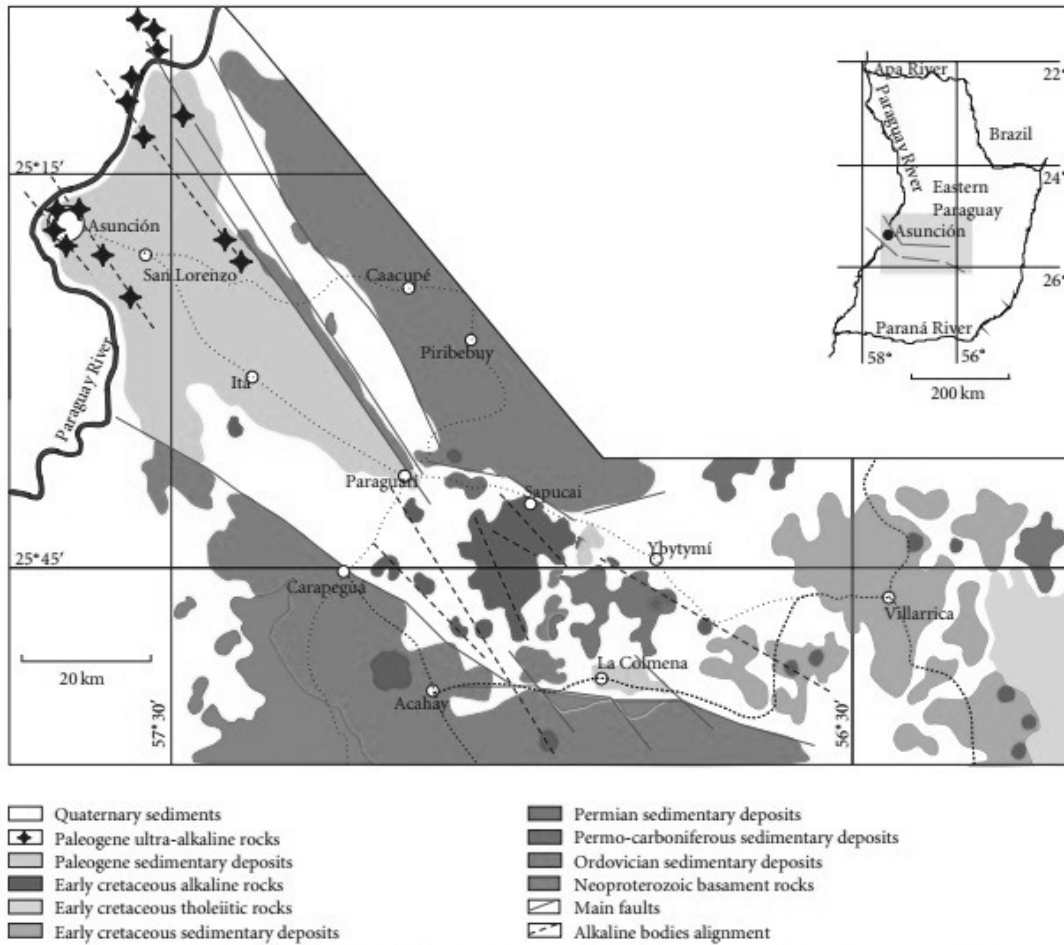 25°15′
Asunción
San Lorenzo
Caacupé
Piribebuy
Itá
Paraguay River
Paraguarí
Sapucai
25°45′
Ybytymí
Carapeguá
Villarrica
La Colmena
Acahay
20 km
57° 30′
56° 30′
Apa River
22°
Paraguay River
Brazil
24°
Eastern
Paraguay
Asunción
26°
Paraná River
58°
56°
200 km
Quaternary sediments
Paleogene ultra-alkaline rocks
Paleogene sedimentary deposits
Early cretaceous alkaline rocks
Early cretaceous tholeiitic rocks
Early cretaceous sedimentary deposits
Permian sedimentary deposits
Permo-carboniferous sedimentary deposits
Ordovician sedimentary deposits
Neoproterozoic basament rocks
Main faults
Alkaline bodies alignment